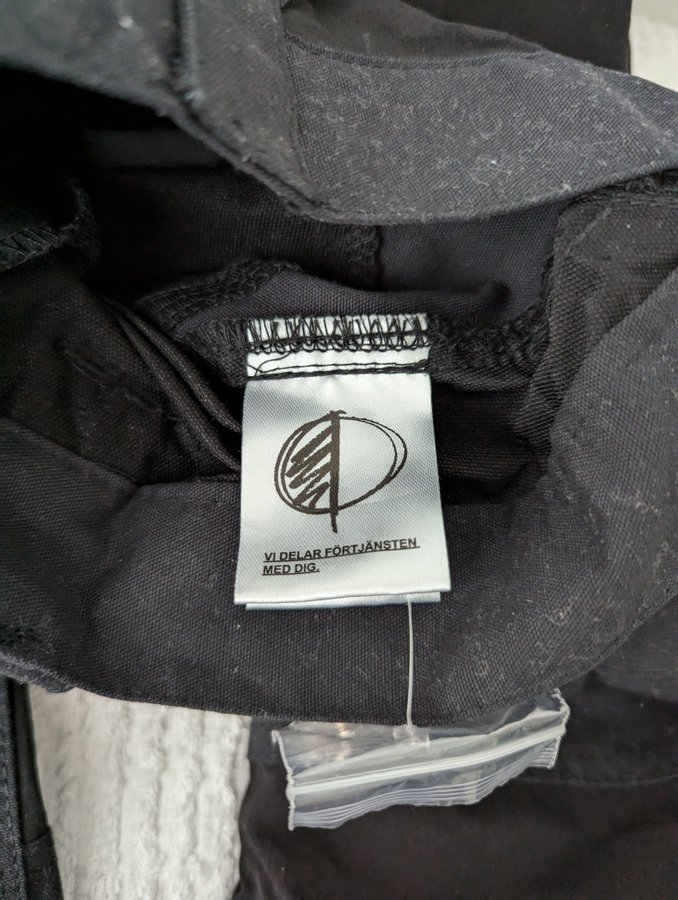 VI DELAR FÖRTJÄNSTEN
MED DIG.